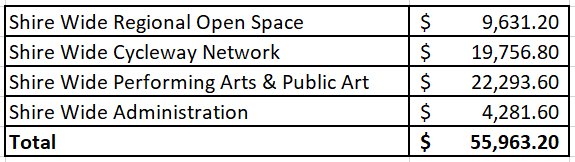 Shire Wide Regional Open Space $ 9,631.20
Shire Wide Cycleway Network $ 19,756.80
Shire Wide Performing Arts & Public Art $ 22,293.60
Shire Wide Administration $ 4,281.60
Total $ 55,963.20